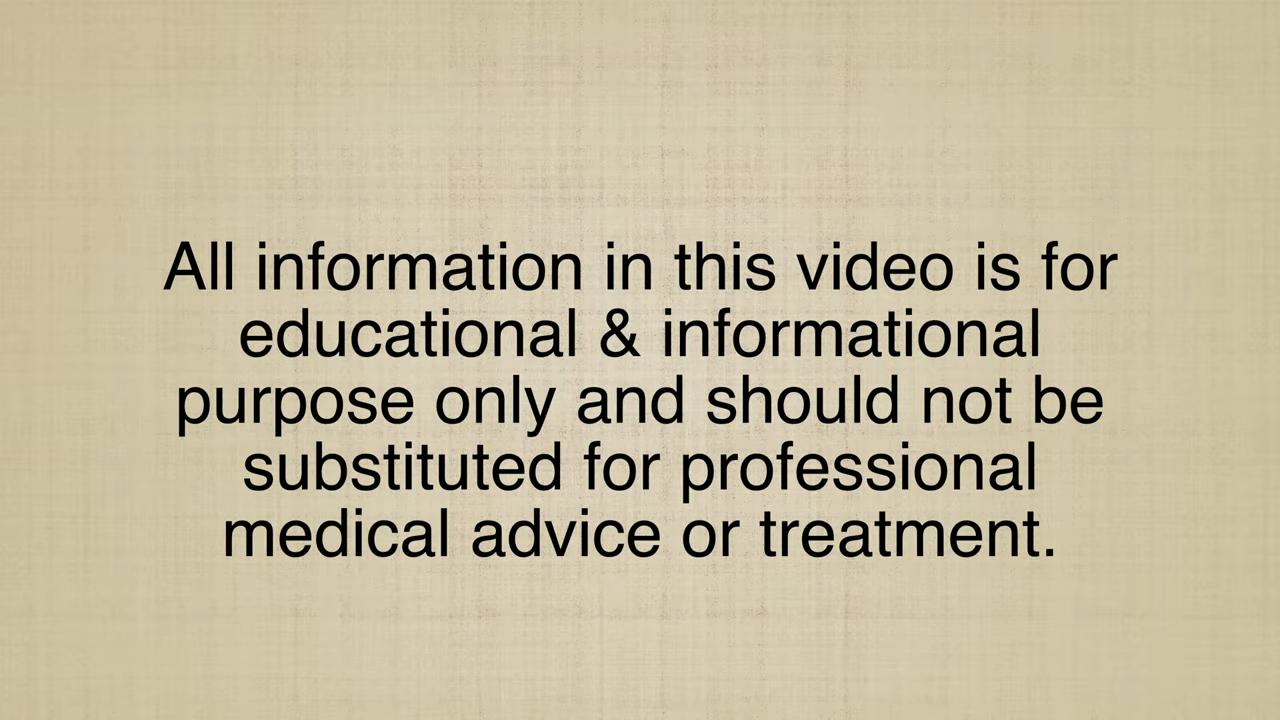 All information in this video is for
educational & informational
purpose only and should not be
substituted for professional
medical advice or treatment.